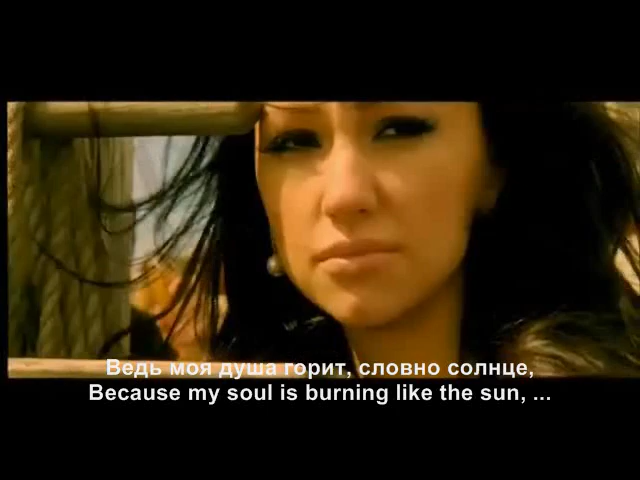 Ведь моя душа горит, словно солнце,
Because my soul is burning like the sun, ...